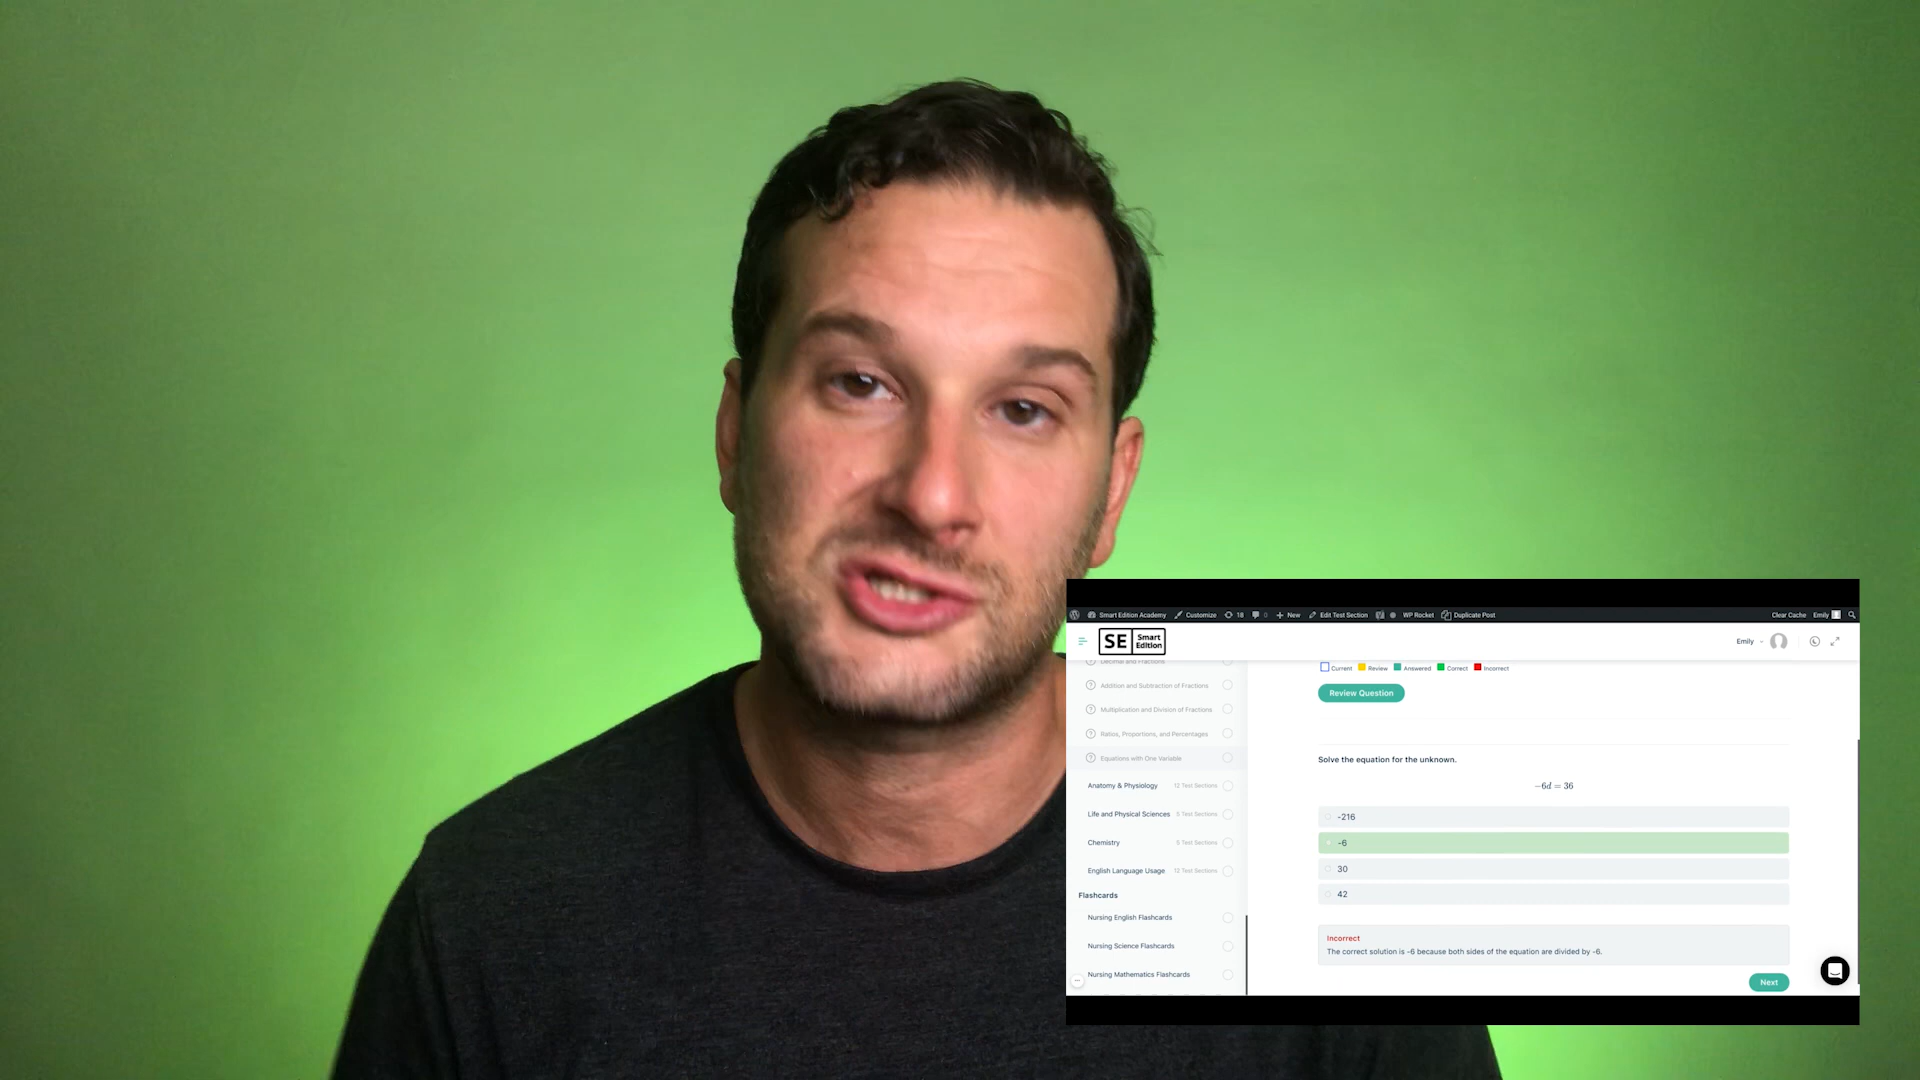 Smart Edition Academy Customize 18 0 New Edit Test Section WP Rocket Duplicate Post Clear Cache Emily
SE Smart Edition
Emily
Decimal and Fractions
Addition and Subtraction of Fractions
Multiplication and Division of Fractions
Ratios, Proportions, and Percentages
Equations with One Variable
Anatomy & Physiology 12 Test Sections
Life and Physical Sciences 5 Test Sections
Chemistry 5 Test Sections
English Language Usage 12 Test Sections
Flashcards
Nursing English Flashcards
Nursing Science Flashcards
Nursing Mathematics Flashcards
Current Review Answered Correct Incorrect
Review Question
Solve the equation for the unknown.
−6d = 36
-216
-6
30
42
Incorrect
The correct solution is -6 because both sides of the equation are divided by -6.
Next